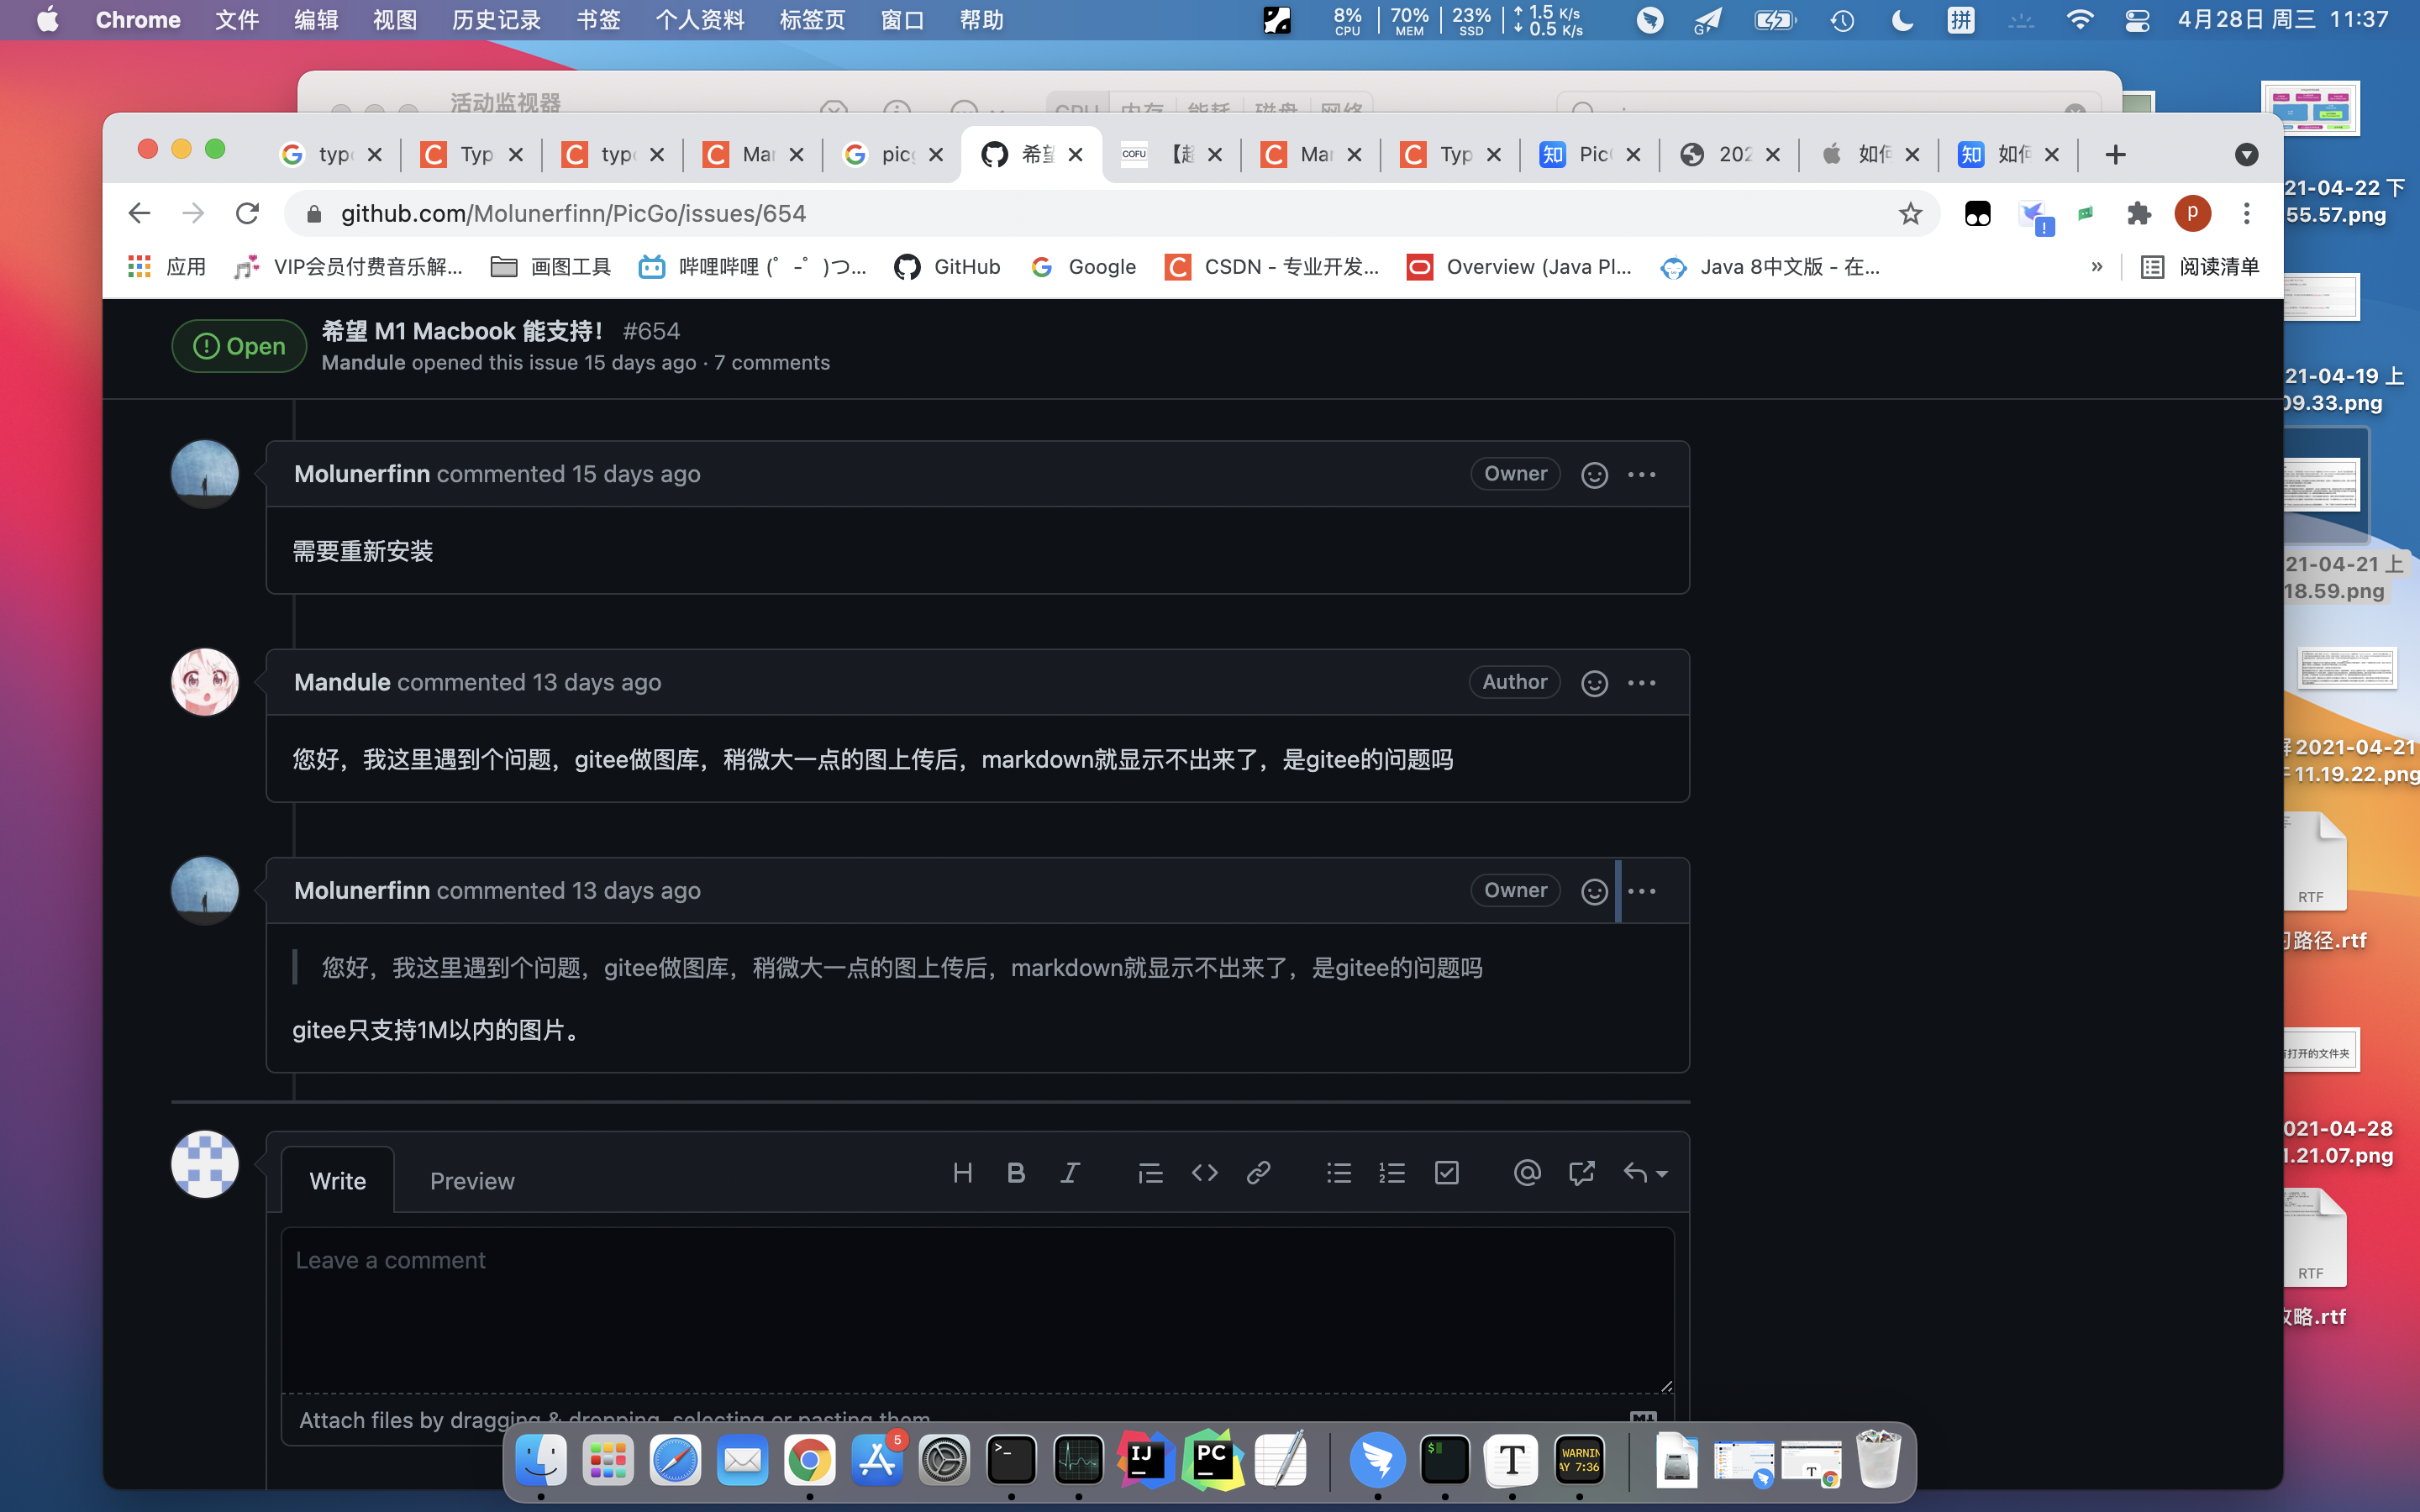 Chrome 文件 编辑 视图 历史记录 书签 个人资料 标签页 窗口 帮助 8% CPU 70% MEM 23% SSD 1.5 K/s 0.5 K/s 拼 4月28日 周三 11:37
活动监视器 CPU 内存 能耗 磁盘 网络
Typ Mar 希望 COFU Mar Typ 知 202 如何 知 如何
github.com/Molunerfinn/PicGo/issues/654
应用 VIP会员付费音乐解... 画图工具 哔哩哔哩 (゜-゜)つ... GitHub Google CSDN - 专业开发... Overview (Java Pl... Java 8中文版 - 在... » 阅读清单
Open 希望 M1 Macbook 能支持! #654
Mandule opened this issue 15 days ago · 7 comments
Molunerfinn commented 15 days ago Owner
需要重新安装
Mandule commented 13 days ago Author
您好，我这里遇到个问题，gitee做图库，稍微大一点的图上传后，markdown就显示不出来了，是gitee的问题吗
Molunerfinn commented 13 days ago Owner
您好，我这里遇到个问题，gitee做图库，稍微大一点的图上传后，markdown就显示不出来了，是gitee的问题吗
gitee只支持1M以内的图片。
Write Preview
Leave a comment
Attach files by dragging & dropping, selecting or pasting them.
21-04-22 下
55.57.png
21-04-19 上
09.33.png
21-04-21 上
18.59.png
屏 2021-04-21
11.19.22.png
RTF
习路径.rtf
打开的文件夹
021-04-28
1.21.07.png
RTF
攻略.rtf
5 IJ PC T WARNIN
AY 7:36